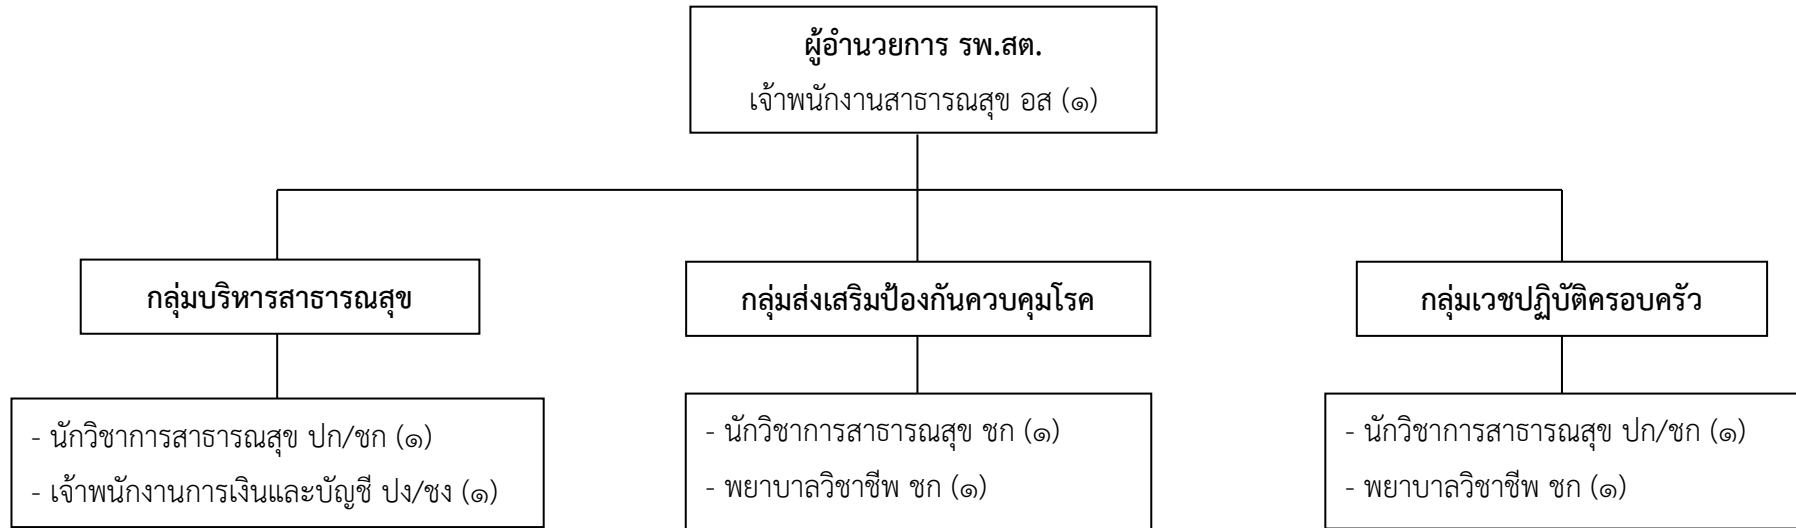 ผู้อำนวยการ รพ.สต.
เจ้าพนักงานสาธารณสุข อส (๑)
กลุ่มบริหารสาธารณสุข
กลุ่มส่งเสริมป้องกันควบคุมโรค
กลุ่มเวชปฏิบัติครอบครัว
- นักวิชาการสาธารณสุข ปก/ชก (๑)
- เจ้าพนักงานการเงินและบัญชี ปง/ชง (๑)
- นักวิชาการสาธารณสุข ชก (๑)
- พยาบาลวิชาชีพ ชก (๑)
- นักวิชาการสาธารณสุข ปก/ชก (๑)
- พยาบาลวิชาชีพ ชก (๑)